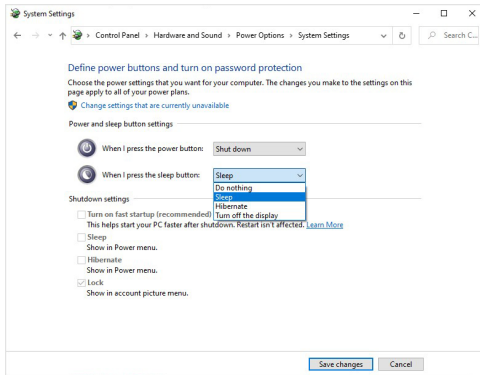 System Settings
Control Panel > Hardware and Sound > Power Options > System Settings
Search C...
Define power buttons and turn on password protection
Choose the power settings that you want for your computer. The changes you make to the settings on this
page apply to all of your power plans.
Change settings that are currently unavailable
Power and sleep button settings
When I press the power button: Shut down
When I press the sleep button: Sleep
Do nothing
Sleep
Hibernate
Turn off the display
Shutdown settings
Turn on fast startup (recommended)
This helps start your PC faster after shutdown. Restart isn't affected. Learn More
Sleep
Show in Power menu.
Hibernate
Show in Power menu.
Lock
Show in account picture menu.
Save changes Cancel